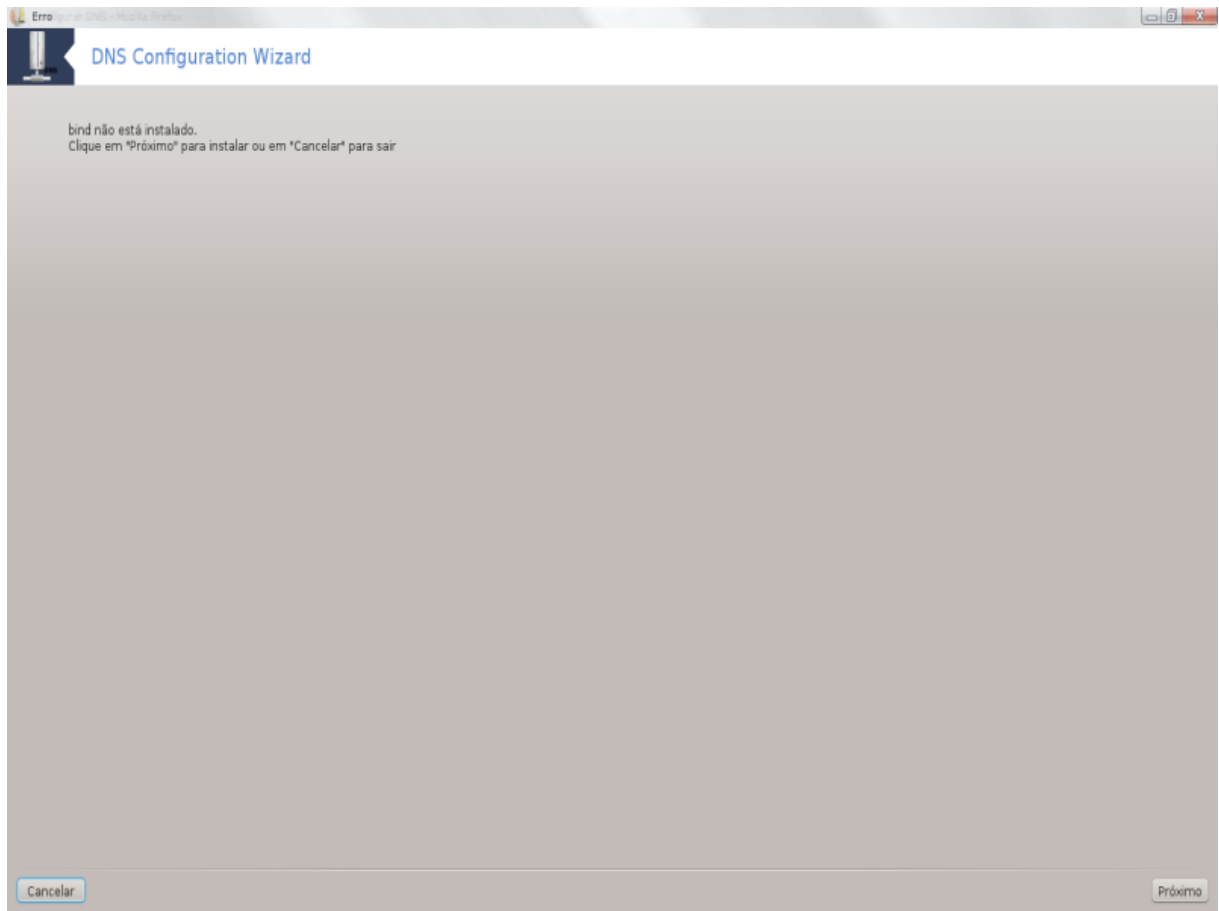 Erro
DNS Configuration Wizard
bind não está instalado.
Clique em "Próximo" para instalar ou em "Cancelar" para sair
Cancelar
Próximo